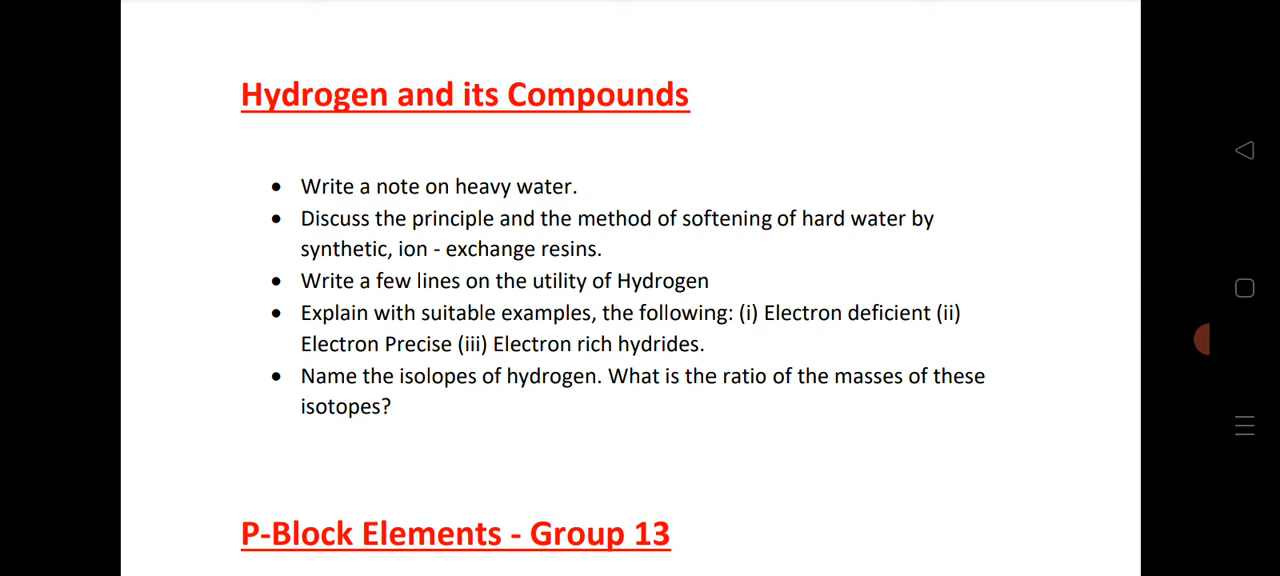 Hydrogen and its Compounds
• Write a note on heavy water.
• Discuss the principle and the method of softening of hard water by
synthetic, ion - exchange resins.
• Write a few lines on the utility of Hydrogen
• Explain with suitable examples, the following: (i) Electron deficient (ii)
Electron Precise (iii) Electron rich hydrides.
• Name the isolopes of hydrogen. What is the ratio of the masses of these
isotopes?
P-Block Elements - Group 13